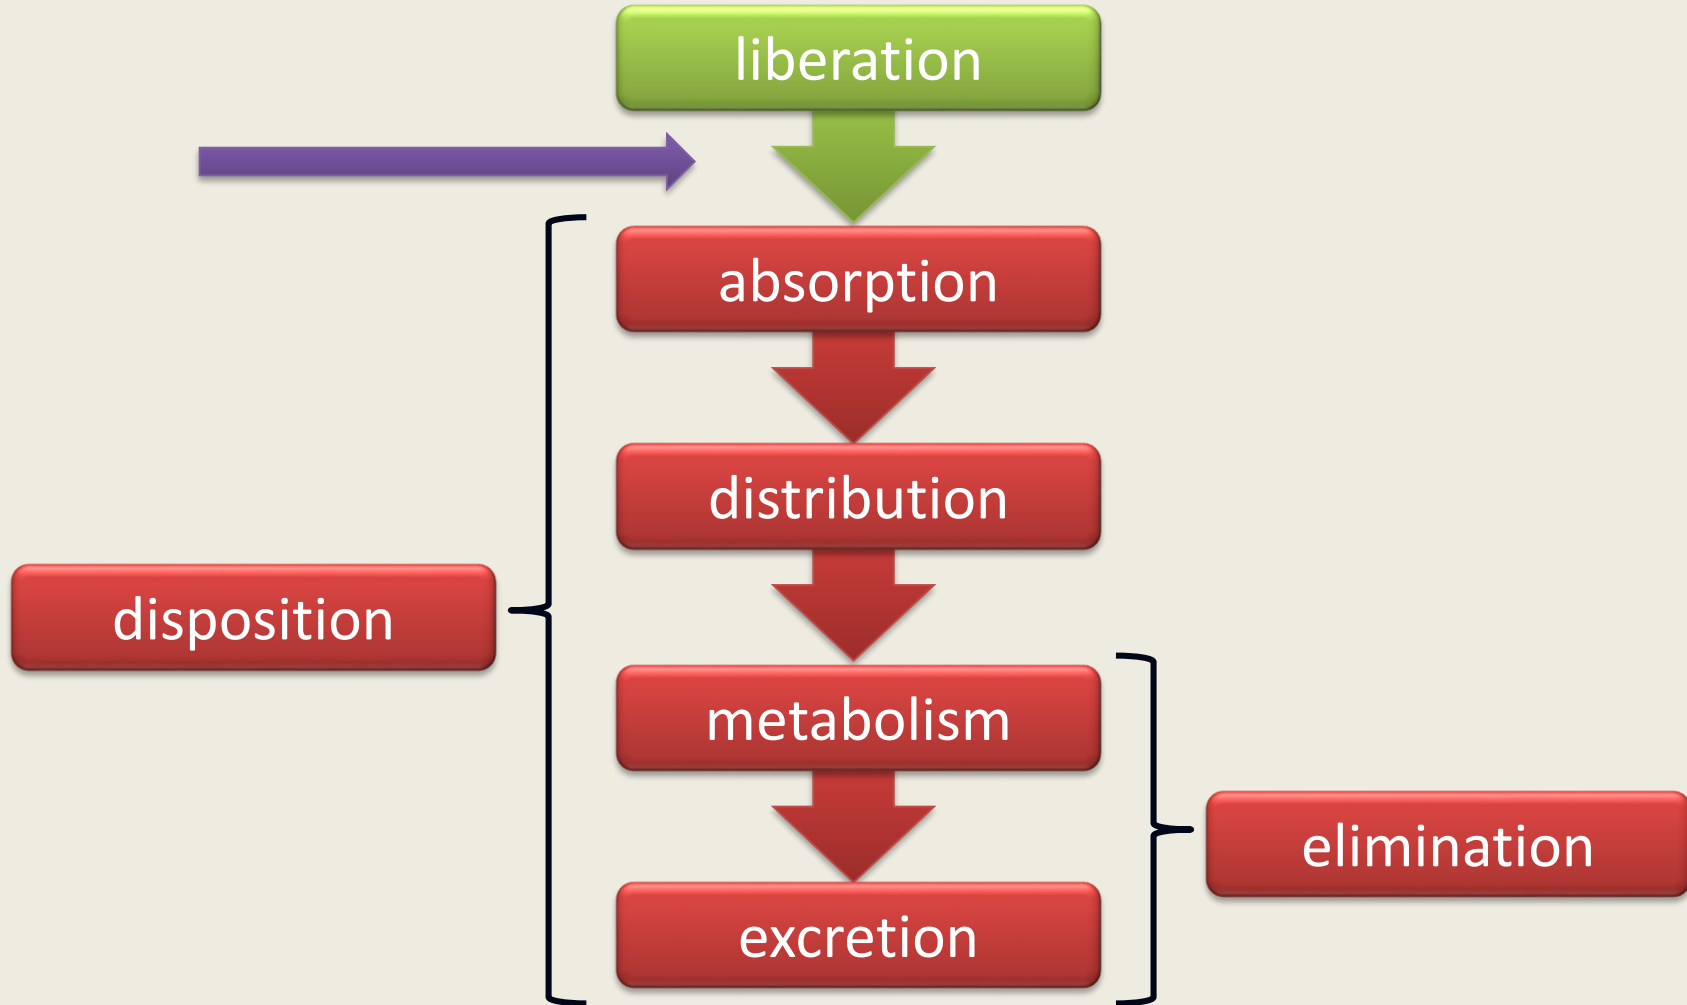 liberation
absorption
distribution
disposition
metabolism
elimination
excretion